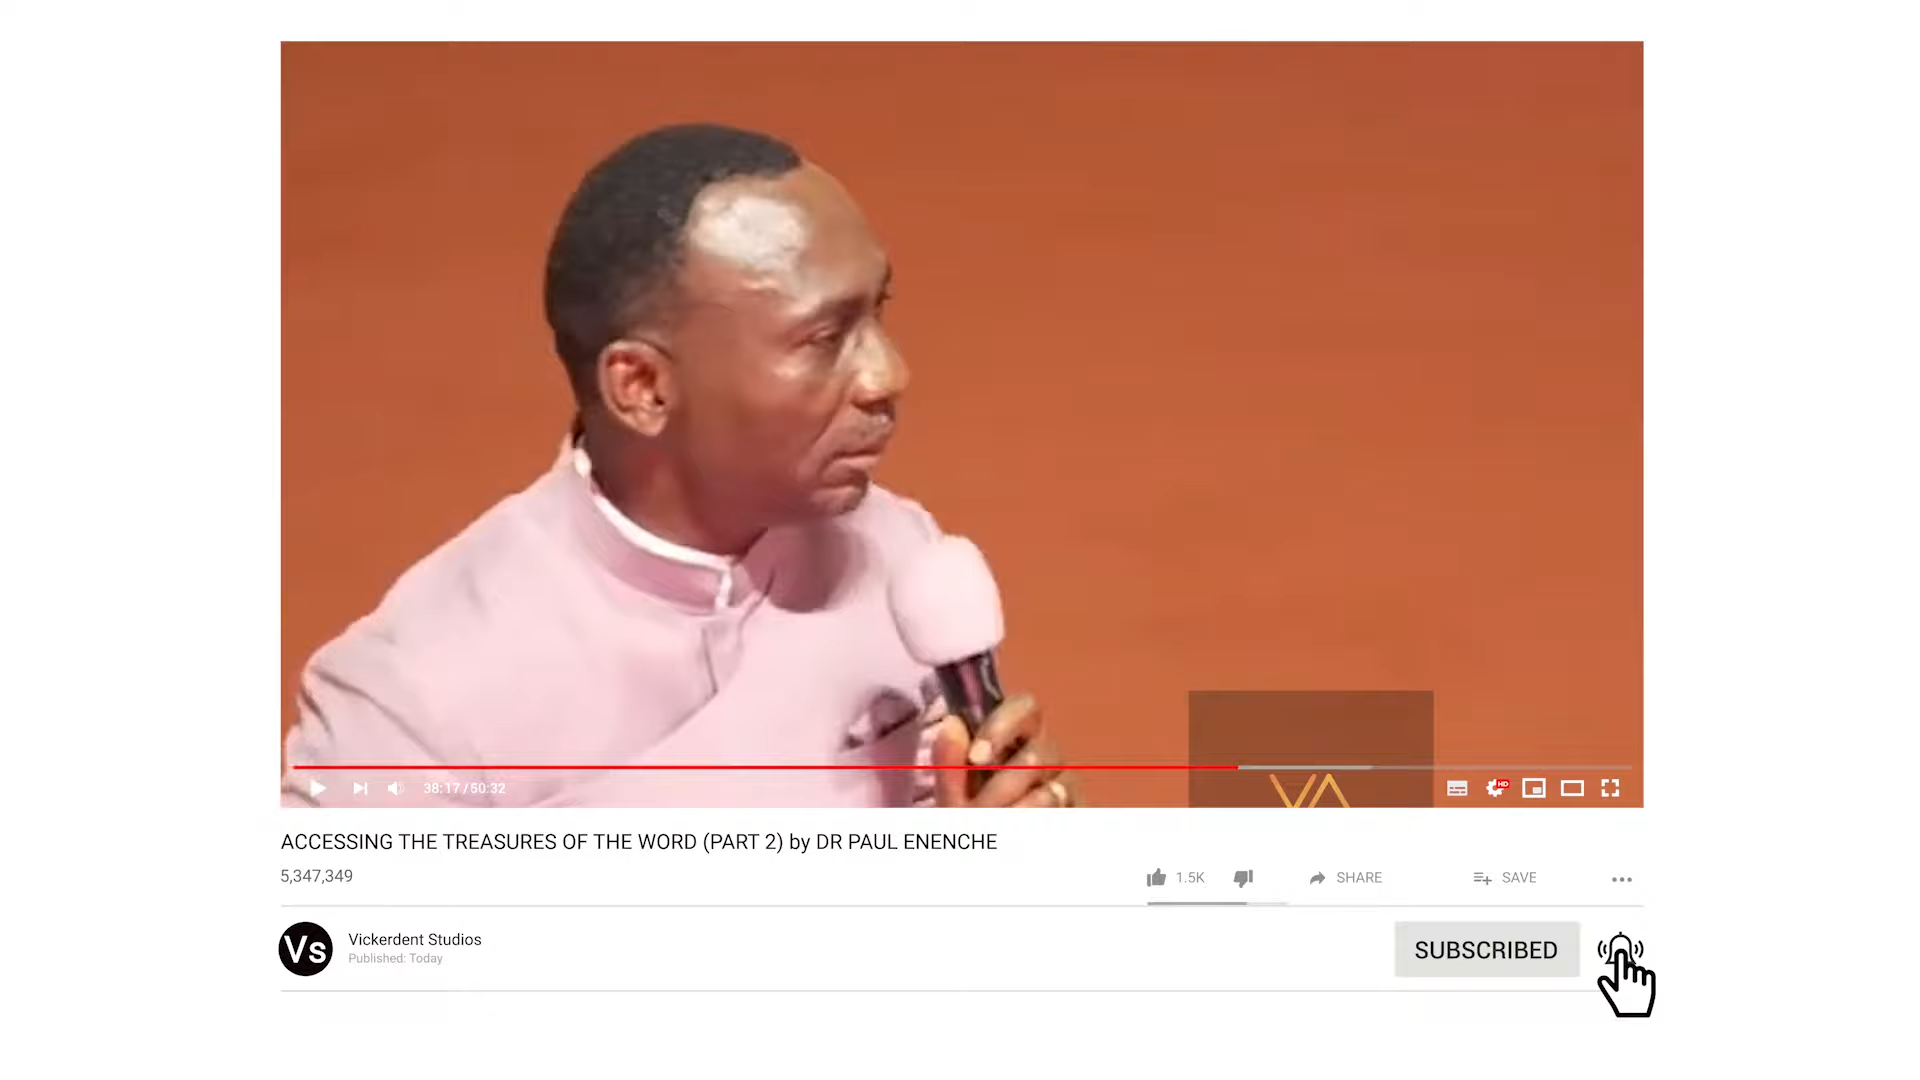 38:17 / 50:32
HD
ACCESSING THE TREASURES OF THE WORD (PART 2) by DR PAUL ENENCHE
5,347,349
1.5K
SHARE
SAVE
Vs
Vickerdent Studios
Published: Today
SUBSCRIBED